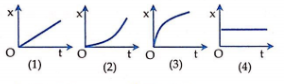 x x x x
O t O t O t O t
(1) (2) (3) (4)